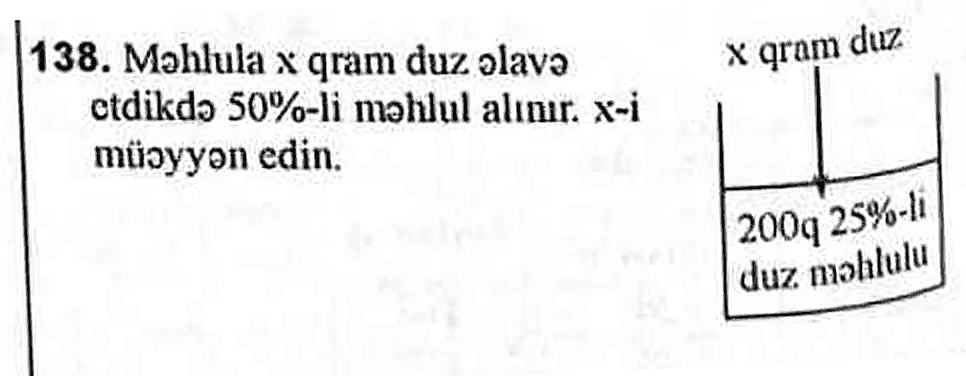 138. Məhlula x qram duz əlavə
etdikdə 50%-li məhlul alınır. x-i
müəyyən edin.
x qram duz
200q 25%-li
duz məhlulu